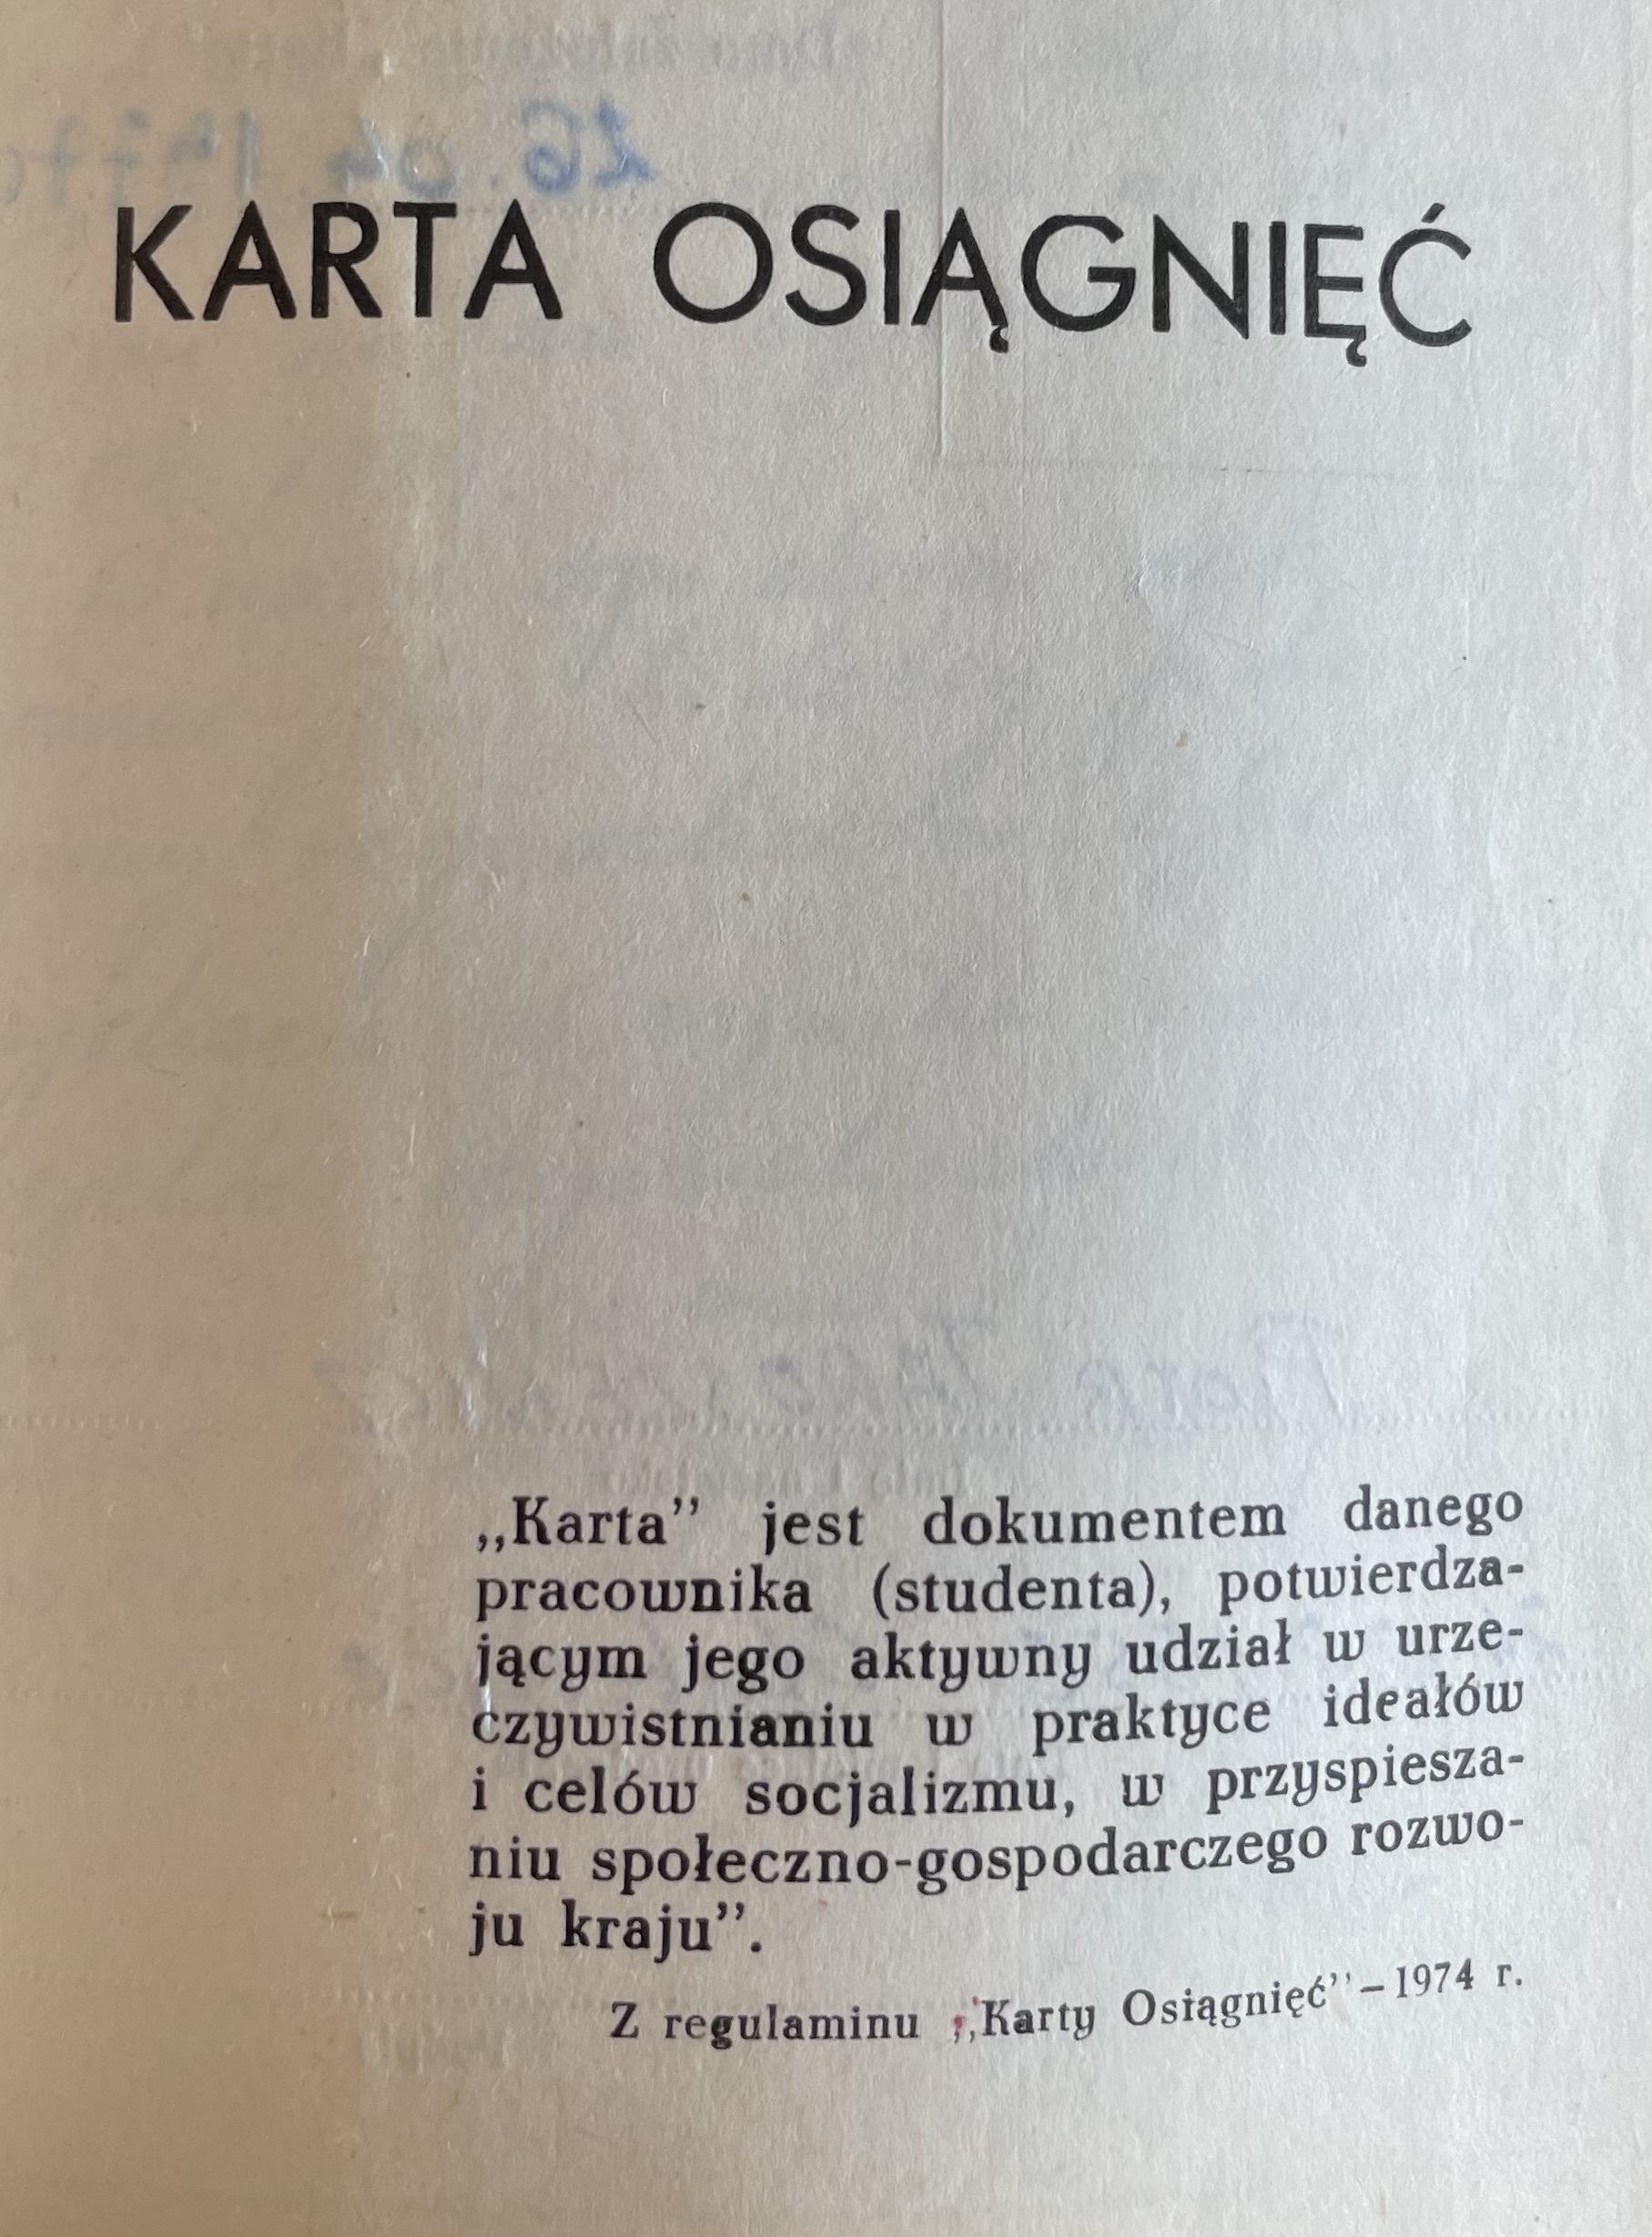 KARTA OSIĄGNIĘĆ
„Karta” jest dokumentem danego
pracownika (studenta), potwierdza-
jącym jego aktywny udział w urze-
czywistnianiu w praktyce ideałów
i celów socjalizmu, w przyspiesza-
niu społeczno-gospodarczego rozwo-
ju kraju”.
Z regulaminu „Karty Osiągnięć” – 1974 r.